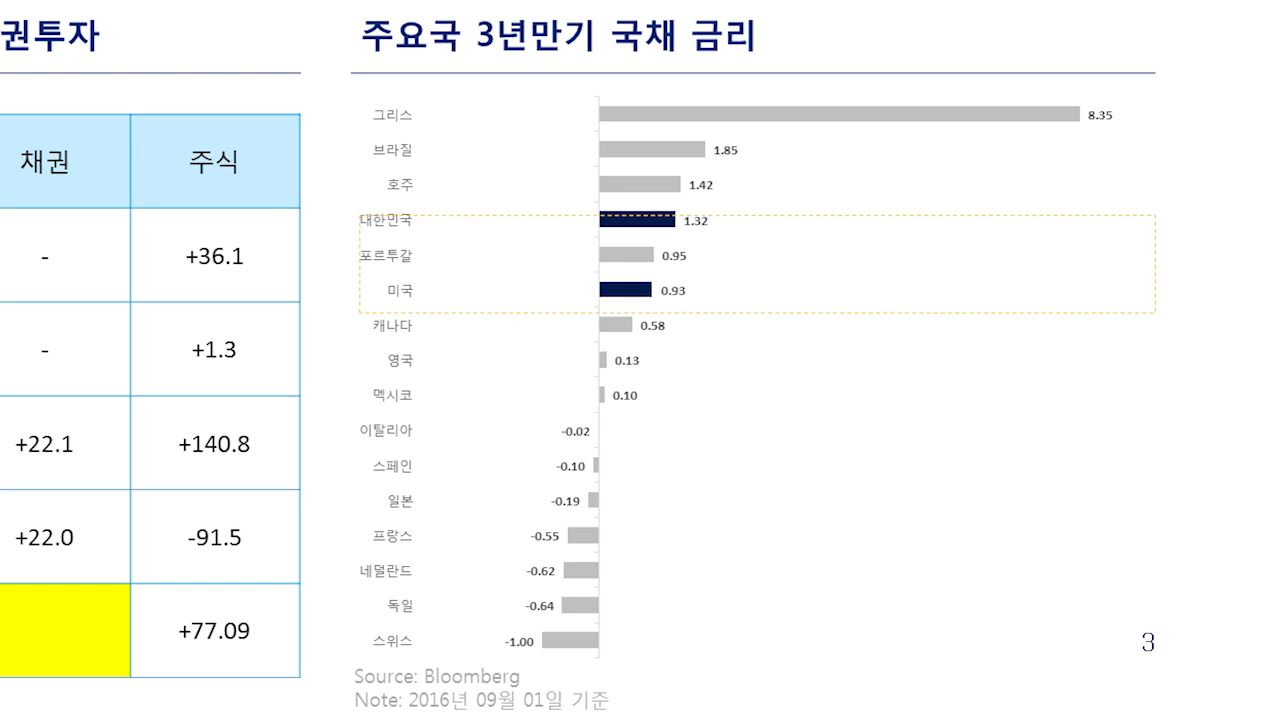 권투자
채권 주식
- +36.1
- +1.3
+22.1 +140.8
+22.0 -91.5
+77.09
주요국 3년만기 국채 금리
그리스 8.35
브라질 1.85
호주 1.42
대한민국 1.32
포르투갈 0.95
미국 0.93
캐나다 0.58
영국 0.13
멕시코 0.10
이탈리아 -0.02
스페인 -0.10
일본 -0.19
프랑스 -0.55
네덜란드 -0.62
독일 -0.64
스위스 -1.00
Source: Bloomberg
Note: 2016년 09월 01일 기준
3